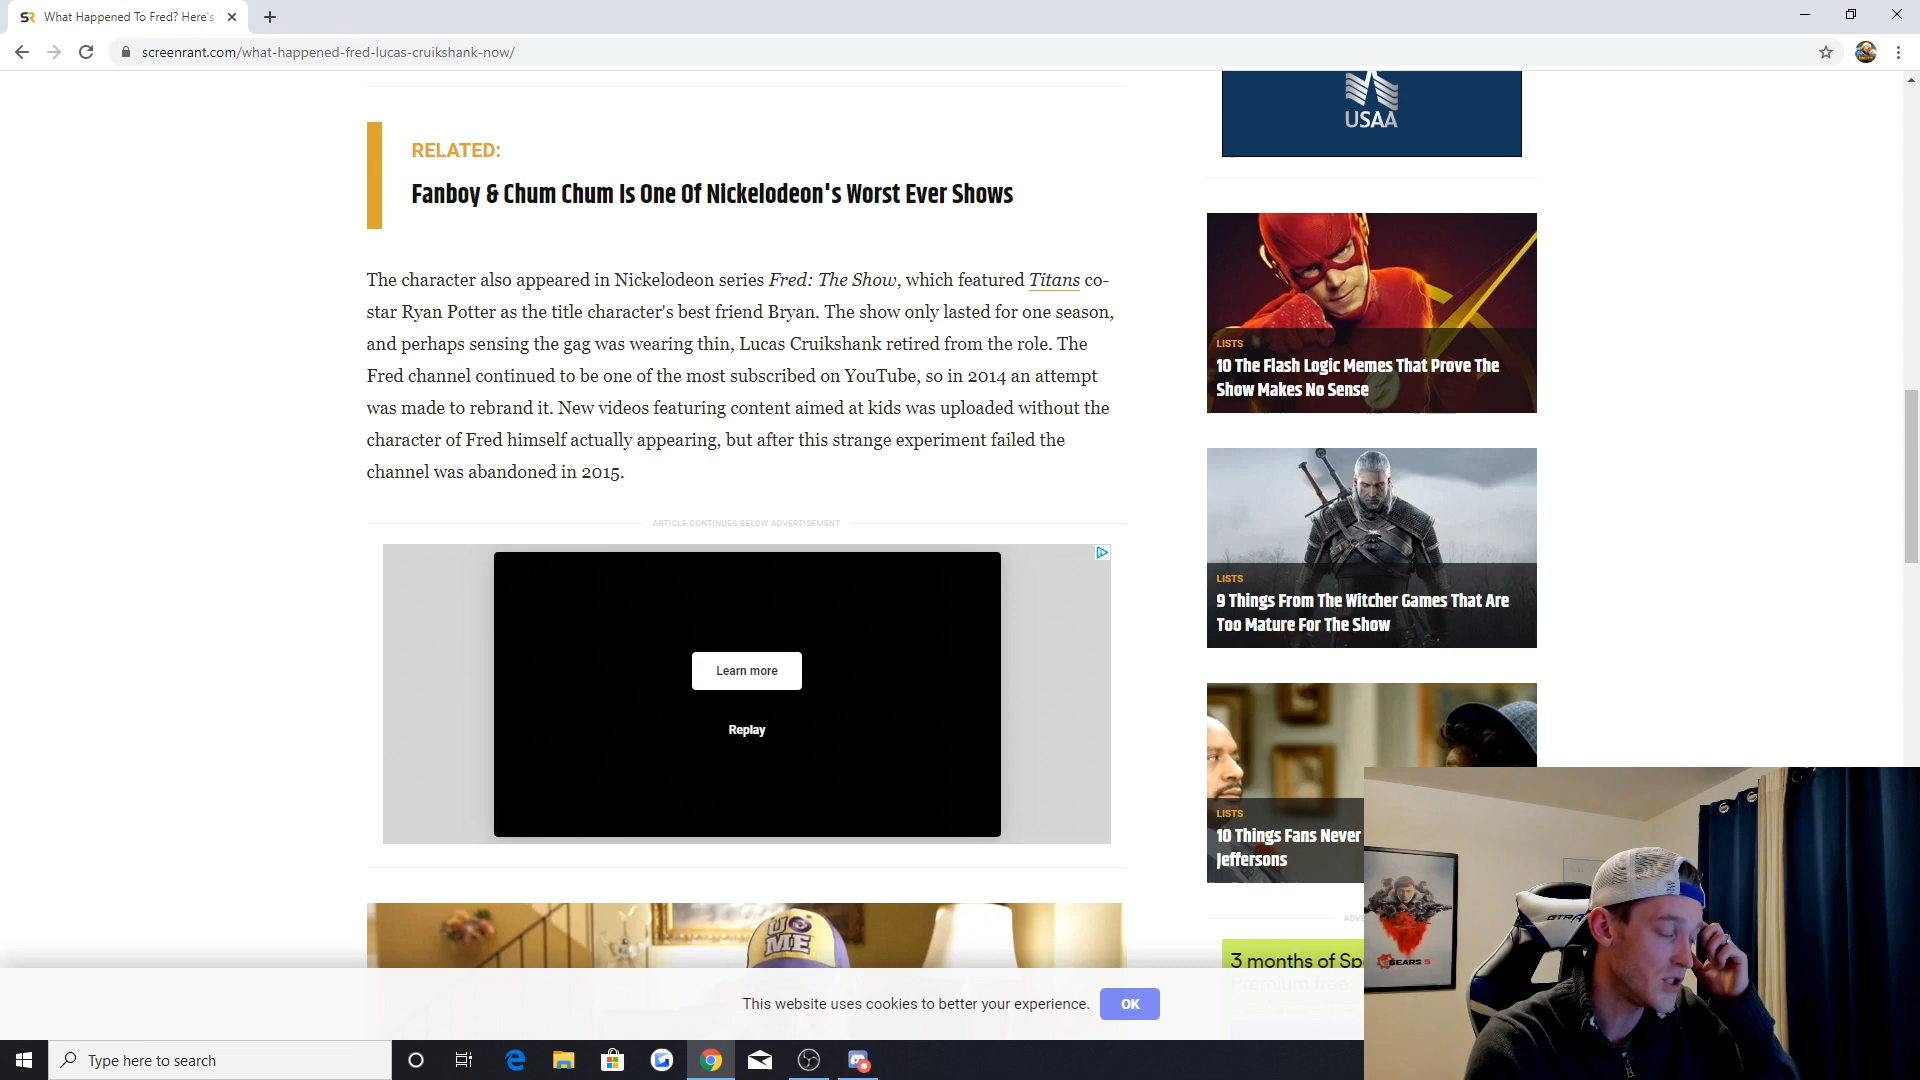 SR What Happened To Fred? Here's
screenrant.com/what-happened-fred-lucas-cruikshank-now/
USAA
RELATED:
Fanboy & Chum Chum Is One Of Nickelodeon's Worst Ever Shows
The character also appeared in Nickelodeon series Fred: The Show, which featured Titans co-
star Ryan Potter as the title character's best friend Bryan. The show only lasted for one season,
and perhaps sensing the gag was wearing thin, Lucas Cruikshank retired from the role. The
Fred channel continued to be one of the most subscribed on YouTube, so in 2014 an attempt
was made to rebrand it. New videos featuring content aimed at kids was uploaded without the
character of Fred himself actually appearing, but after this strange experiment failed the
channel was abandoned in 2015.
ARTICLE CONTINUES BELOW ADVERTISEMENT
Learn more
Replay
LISTS
10 The Flash Logic Memes That Prove The
Show Makes No Sense
LISTS
9 Things From The Witcher Games That Are
Too Mature For The Show
LISTS
10 Things Fans Never
Jeffersons
ADVE
3 months of Sp
Premium free.
ME
This website uses cookies to better your experience.
OK
GTRA
GEARS 5
Type here to search